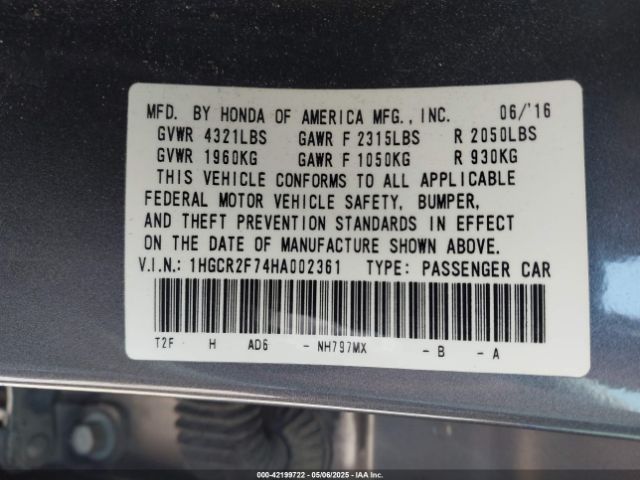 MFD. BY HONDA OF AMERICA MFG., INC. 06/'16
GVWR 4321LBS GAWR F 2315LBS R 2050LBS
GVWR 1960KG GAWR F 1050KG R 930KG
THIS VEHICLE CONFORMS TO ALL APPLICABLE
FEDERAL MOTOR VEHICLE SAFETY, BUMPER,
AND THEFT PREVENTION STANDARDS IN EFFECT
ON THE DATE OF MANUFACTURE SHOWN ABOVE.
V.I.N.: 1HGCR2F74HA002361 TYPE: PASSENGER CAR
T2F H AD6 - NH797MX - B - A
000-42199722 - 05/06/2025 - IAA Inc.